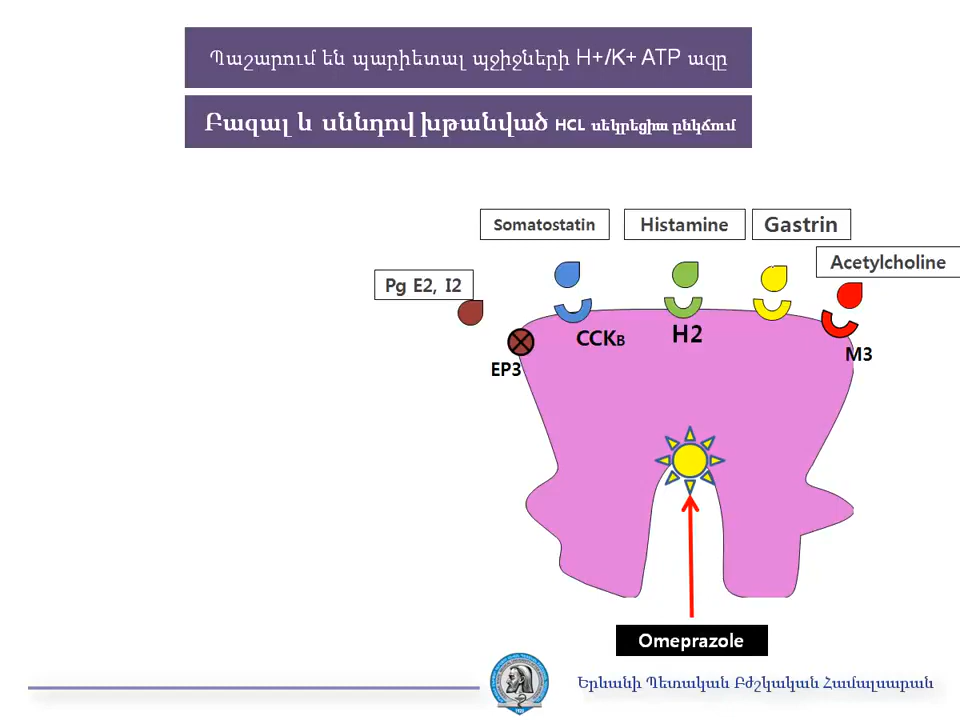 Պաշարում են պարիետալ պջիջների H+/K+ ATP ազը
Բազալ և սննդով խթանված HCL սեկրեցիա ընկճում
Somatostatin
Histamine
Gastrin
Acetylcholine
Pg E2, I2
CCKB
H2
M3
EP3
Omeprazole
Երևանի Պետական Բժշկական Համալսարան